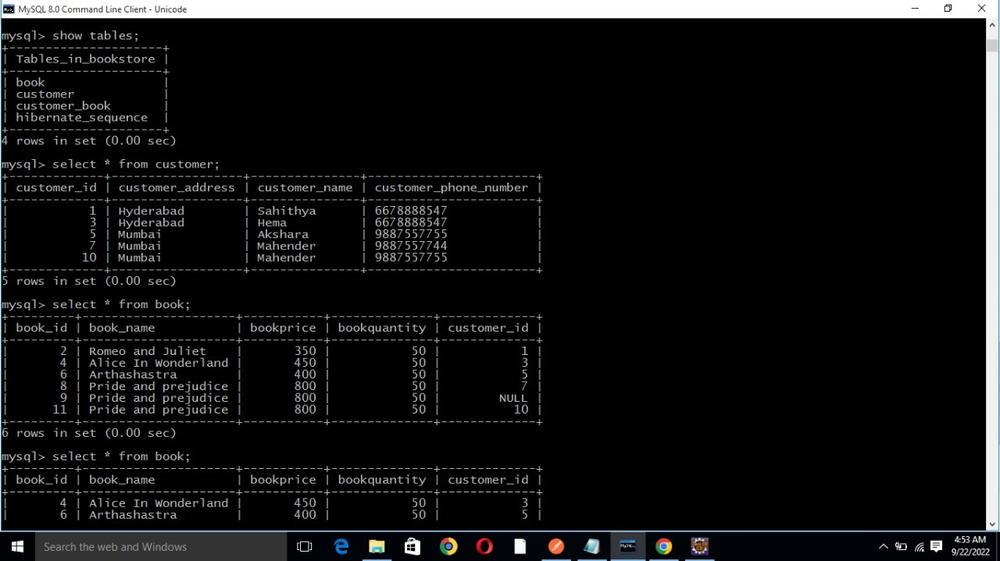 MySQL 8.0 Command Line Client - Unicode
mysql> show tables;
+---------------------+
| Tables_in_bookstore |
+---------------------+
| book                |
| customer            |
| customer_book       |
| hibernate_sequence  |
+---------------------+
4 rows in set (0.00 sec)
mysql> select * from customer;
+-------------+------------------+---------------+-----------------------+
| customer_id | customer_address | customer_name | customer_phone_number |
+-------------+------------------+---------------+-----------------------+
|           1 | Hyderabad        | Sahithya      | 6678888547            |
|           3 | Hyderabad        | Hema          | 6678888547            |
|           5 | Mumbai           | Akshara       | 9887557755            |
|           7 | Mumbai           | Mahender      | 9887557744            |
|          10 | Mumbai           | Mahender      | 9887557755            |
+-------------+------------------+---------------+-----------------------+
5 rows in set (0.00 sec)
mysql> select * from book;
+---------+---------------------+-----------+--------------+-------------+
| book_id | book_name           | bookprice | bookquantity | customer_id |
+---------+---------------------+-----------+--------------+-------------+
|       2 | Romeo and Juliet    |       350 |           50 |           1 |
|       4 | Alice In Wonderland |       450 |           50 |           3 |
|       6 | Arthashastra        |       400 |           50 |           5 |
|       8 | Pride and prejudice |       800 |           50 |           7 |
|       9 | Pride and prejudice |       800 |           50 |        NULL |
|      11 | Pride and prejudice |       800 |           50 |          10 |
+---------+---------------------+-----------+--------------+-------------+
6 rows in set (0.00 sec)
mysql> select * from book;
+---------+---------------------+-----------+--------------+-------------+
| book_id | book_name           | bookprice | bookquantity | customer_id |
+---------+---------------------+-----------+--------------+-------------+
|       4 | Alice In Wonderland |       450 |           50 |           3 |
|       6 | Arthashastra        |       400 |           50 |           5 |
Search the web and Windows
4:53 AM
9/22/2022